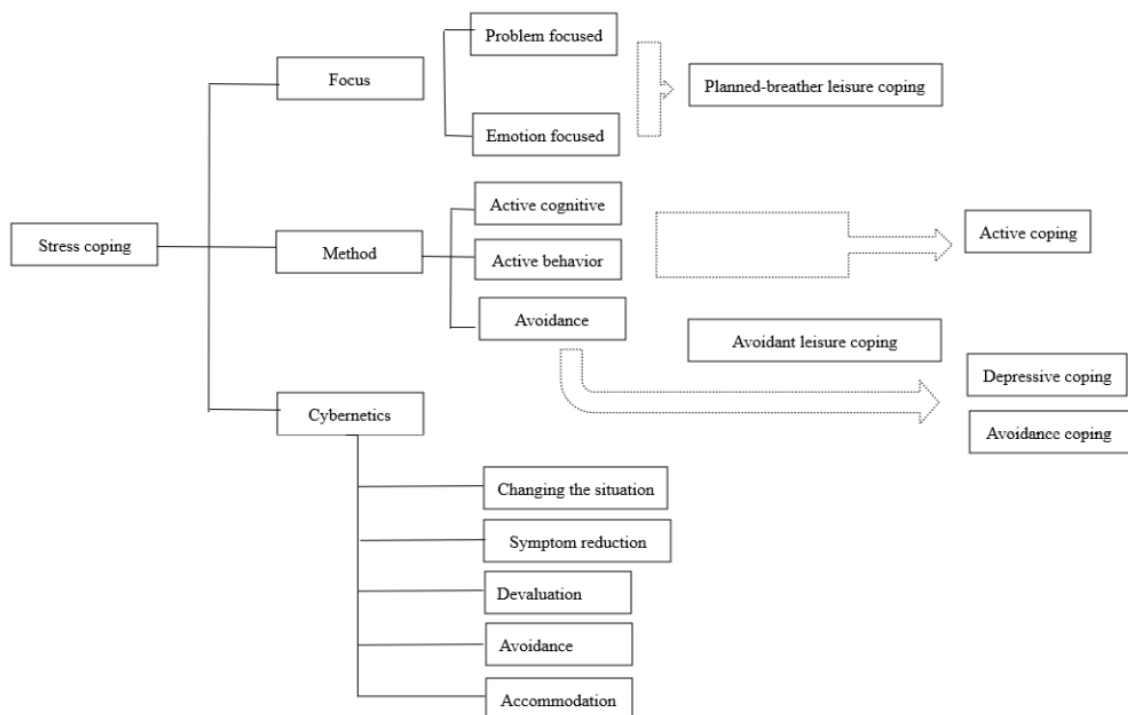 Problem focused
Focus
Planned-breather leisure coping
Emotion focused
Active cognitive
Stress coping
Method
Active behavior
Active coping
Avoidance
Avoidant leisure coping
Depressive coping
Cybernetics
Avoidance coping
Changing the situation
Symptom reduction
Devaluation
Avoidance
Accommodation